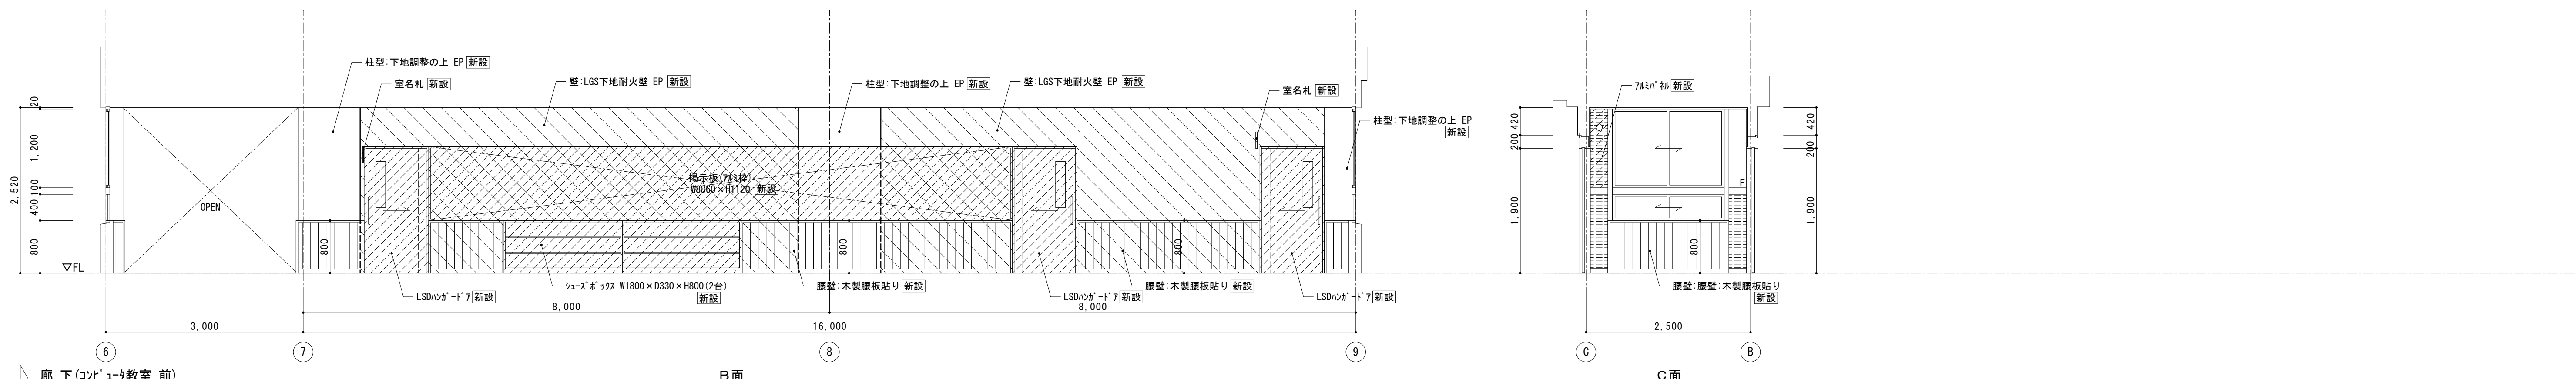 柱型:下地調整の上 EP 新設
室名札 新設
壁:LGS下地耐火壁 EP 新設
柱型:下地調整の上 EP 新設
壁:LGS下地耐火壁 EP 新設
室名札 新設
柱型:下地調整の上 EP
新設
ｱﾙﾐﾊﾟﾈﾙ 新設
20
1,200
100
400
800
2,520
▽FL
OPEN
掲示板(ｱﾙﾐ枠)
W8860×H1120 新設
800
800
800
LSDﾊﾝｶﾞｰﾄﾞｱ 新設
ｼｭｰｽﾞﾎﾞｯｸｽ W1800×D330×H800(2台)
新設
腰壁:木製腰板貼り 新設
LSDﾊﾝｶﾞｰﾄﾞｱ 新設
腰壁:木製腰板貼り 新設
LSDﾊﾝｶﾞｰﾄﾞｱ 新設
420
200
1,900
F
800
420
200
1,900
腰壁:腰壁:木製腰板貼り
新設
8,000
8,000
3,000
16,000
2,500
6
7
8
9
C
B
廊 下(ｺﾝﾋﾟｭｰﾀ教室 前)
B面
C面